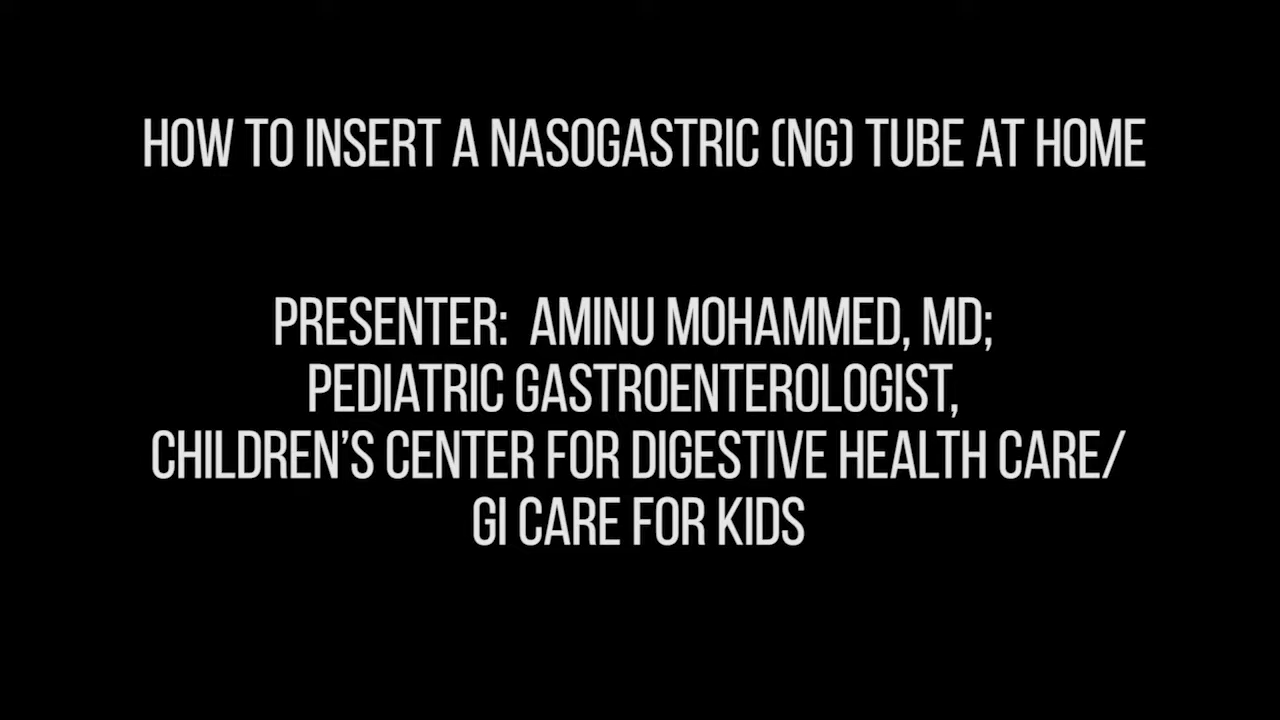 HOW TO INSERT A NASOGASTRIC (NG) TUBE AT HOME
PRESENTER: AMINU MOHAMMED, MD;
PEDIATRIC GASTROENTEROLOGIST,
CHILDREN'S CENTER FOR DIGESTIVE HEALTH CARE/
GI CARE FOR KIDS